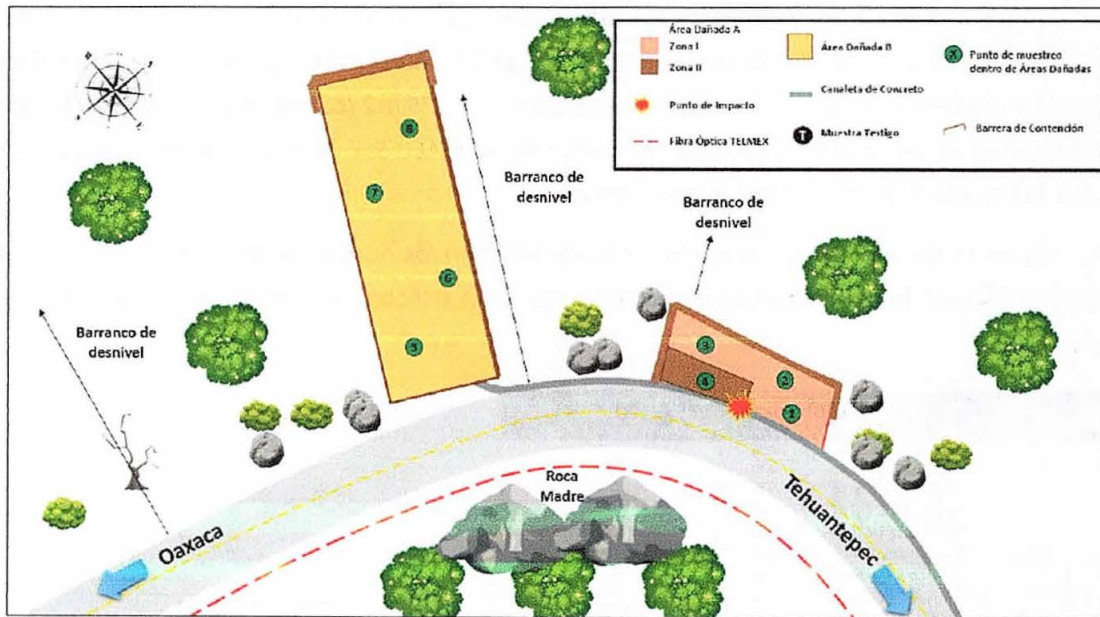 Área Dañada A
Zona I
Zona II
Área Dañada B
X
Punto de muestro
dentro de Áreas Dañadas
Punto de Impacto
Canaleta de Concreto
Fibra Óptica TELMEX
T
Muestra Testigo
Barrera de Contención
8
7
6
5
Barranco de
desnivel
Barranco de
desnivel
Barranco de
desnivel
3
2
4
1
Roca
Madre
Oaxaca
Tehuantepec